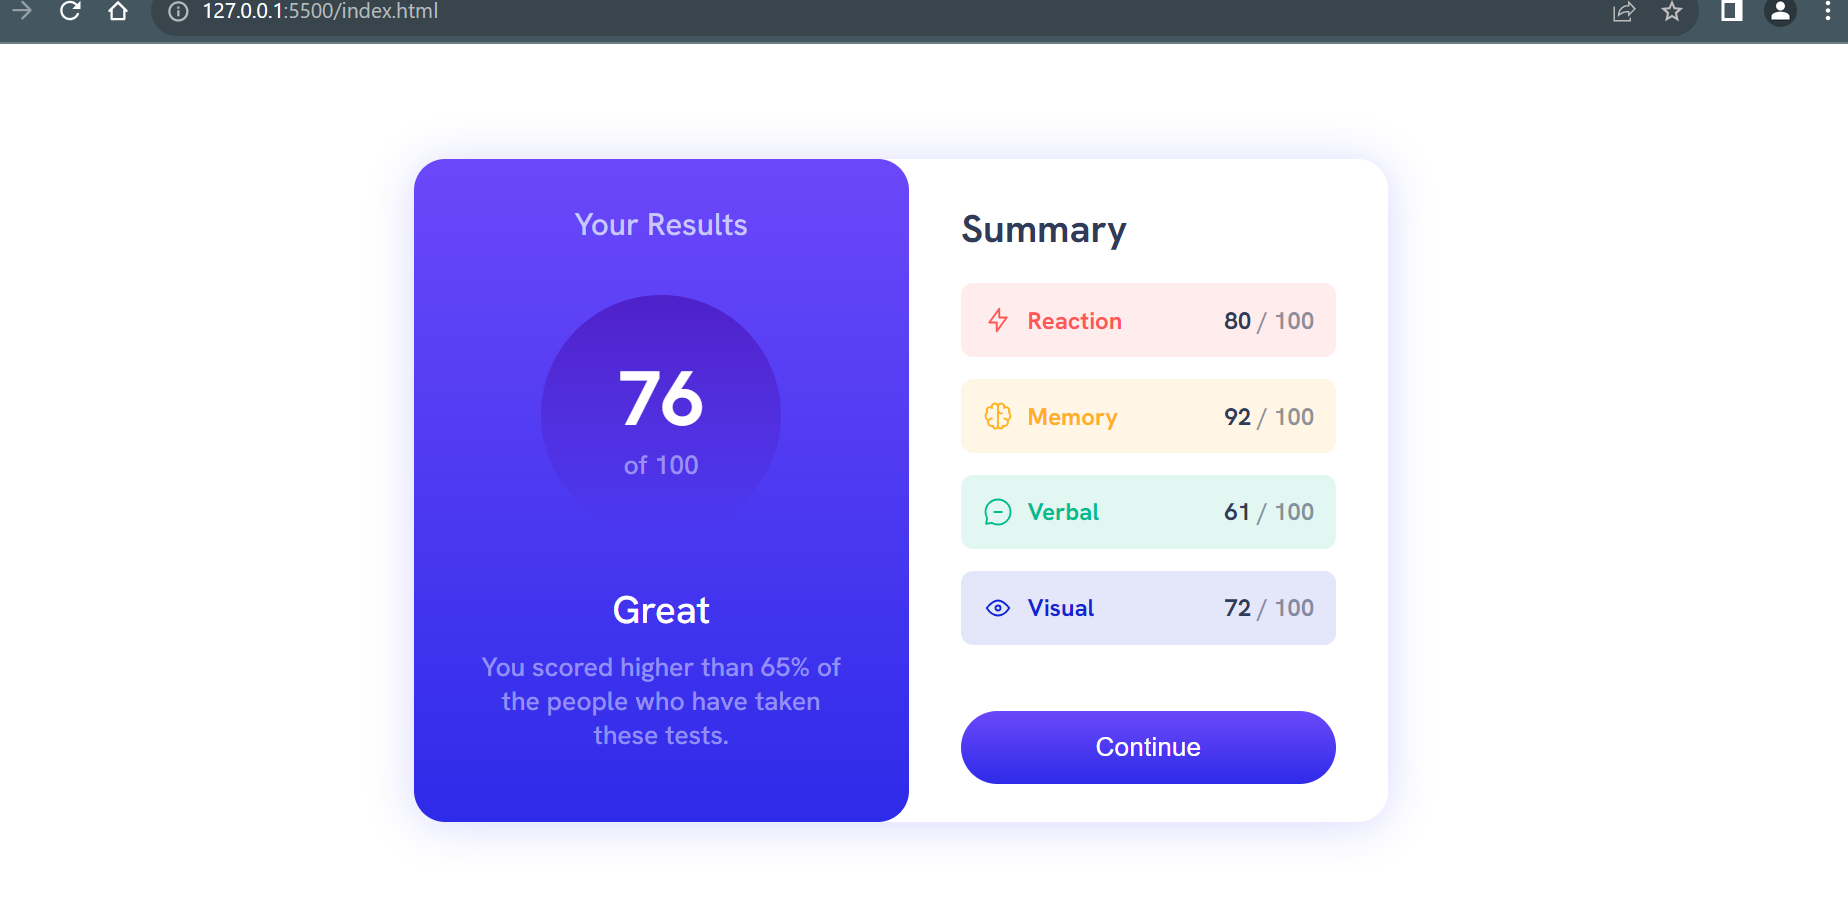 127.0.0.1:5500/index.html
Your Results
76
of 100
Great
You scored higher than 65% of
the people who have taken
these tests.
Summary
Reaction 80 / 100
Memory 92 / 100
Verbal 61 / 100
Visual 72 / 100
Continue